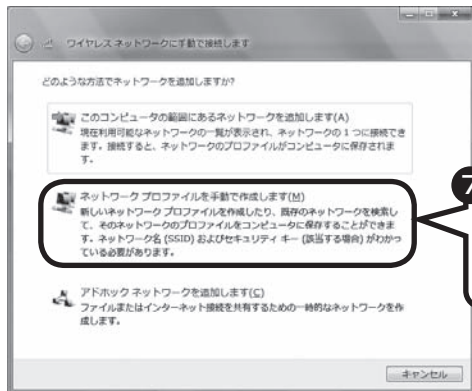 ワイヤレス ネットワークに手動で接続します
どのような方法でネットワークを追加しますか?
このコンピュータの範囲にあるネットワークを追加します(A)
現在利用可能なネットワークの一覧が表示され、ネットワークの 1 つに接続でき
ます。接続すると、ネットワークのプロファイルがコンピュータに保存されま
す。
ネットワーク プロファイルを手動で作成します(M)
新しいネットワーク プロファイルを作成したり、既存のネットワークを検索し
て、そのネットワークのプロファイルをコンピュータに保存することができま
す。ネットワーク名 (SSID) およびセキュリティ キー (該当する場合) がわかっ
ている必要があります。
7
アドホック ネットワークを追加します(C)
ファイルまたはインターネット接続を共有するための一時的なネットワークを作
成します。
キャンセル